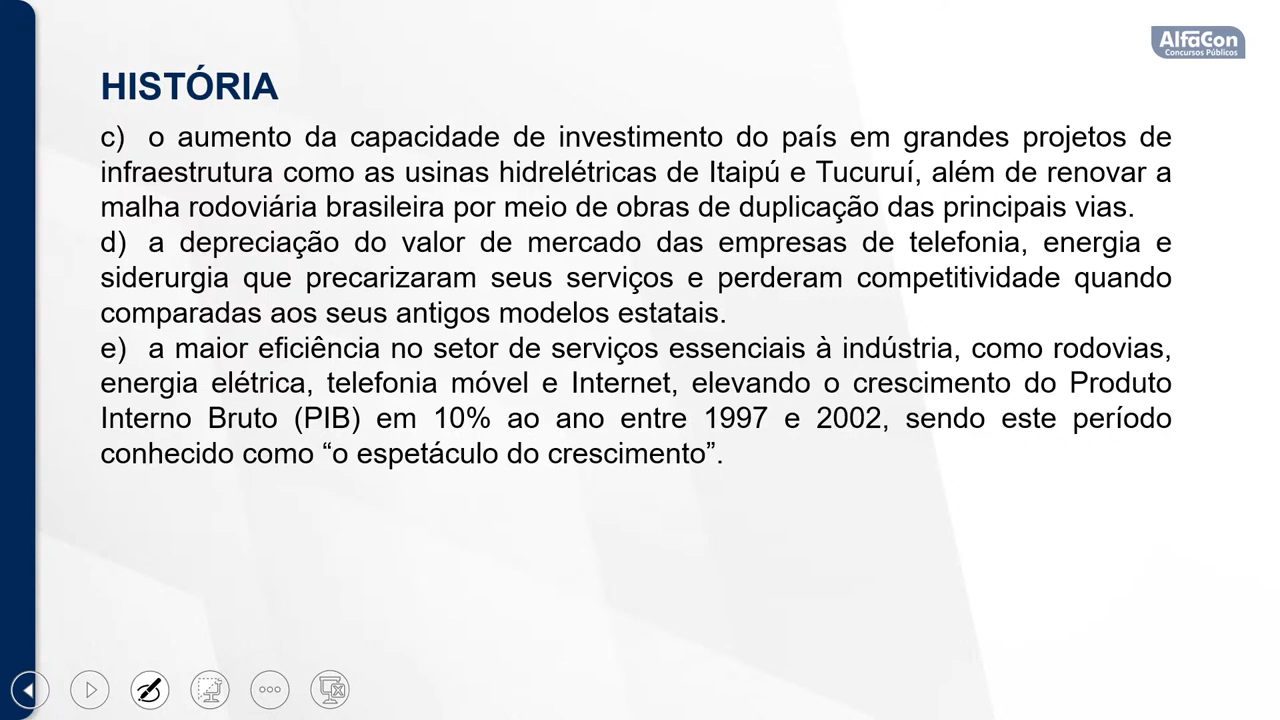 AlfaCon
Concursos Públicos
HISTÓRIA
c) o aumento da capacidade de investimento do país em grandes projetos de
infraestrutura como as usinas hidrelétricas de Itaipú e Tucuruí, além de renovar a
malha rodoviária brasileira por meio de obras de duplicação das principais vias.
d) a depreciação do valor de mercado das empresas de telefonia, energia e
siderurgia que precarizaram seus serviços e perderam competitividade quando
comparadas aos seus antigos modelos estatais.
e) a maior eficiência no setor de serviços essenciais à indústria, como rodovias,
energia elétrica, telefonia móvel e Internet, elevando o crescimento do Produto
Interno Bruto (PIB) em 10% ao ano entre 1997 e 2002, sendo este período
conhecido como “o espetáculo do crescimento”.